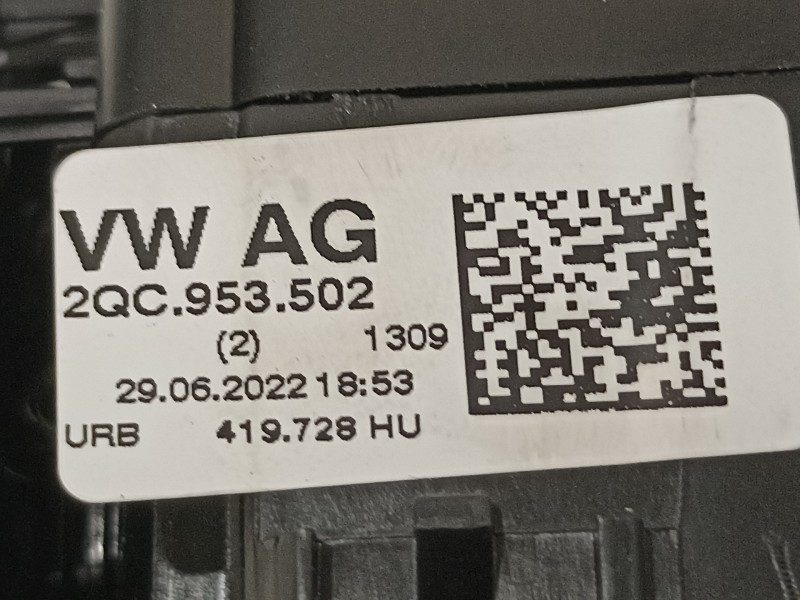 VW AG
2QC.953.502
(2) 1309
29.06.2022 18:53
URB 419.728 HU